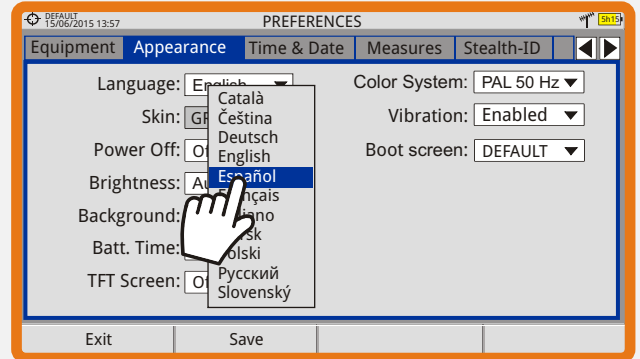 DEFAULT
15/06/2015 13:57
PREFERENCES
5h15
Equipment Appearance Time & Date Measures Stealth-ID
Language: English
Skin:
Power Off:
Brightness:
Background:
Batt. Time:
TFT Screen:
Català
Čeština
Deutsch
English
Español
Polski
Русский
Slovenský
Color System: PAL 50 Hz
Vibration: Enabled
Boot screen: DEFAULT
Exit Save